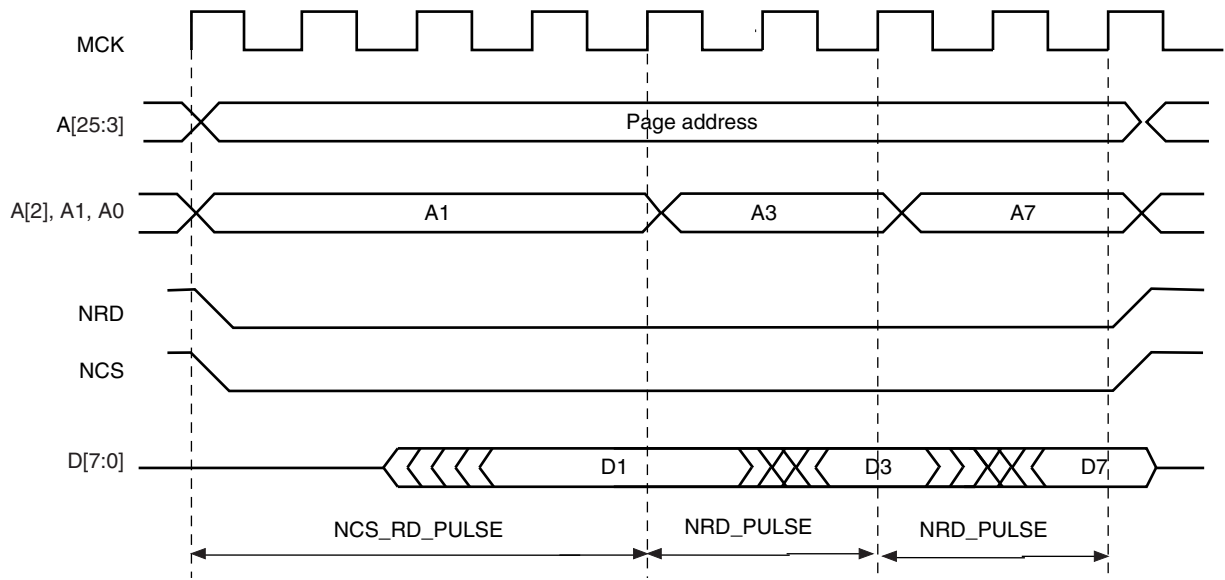 MCK
A[25:3]
Page address
A[2], A1, A0
A1
A3
A7
NRD
NCS
D[7:0]
D1
D3
D7
NCS_RD_PULSE
NRD_PULSE
NRD_PULSE